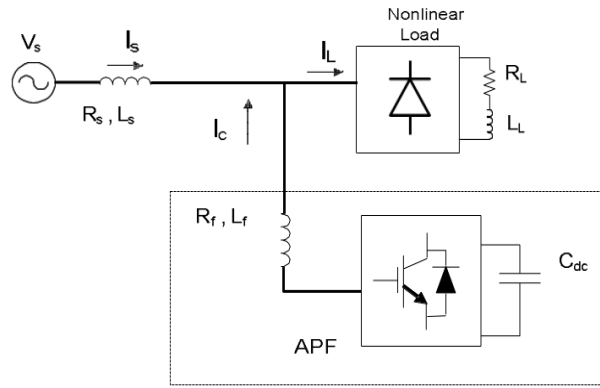 Nonlinear
Load
Vs
Is
IL
RL
Rs , Ls
Ic
LL
Rf , Lf
Cdc
APF